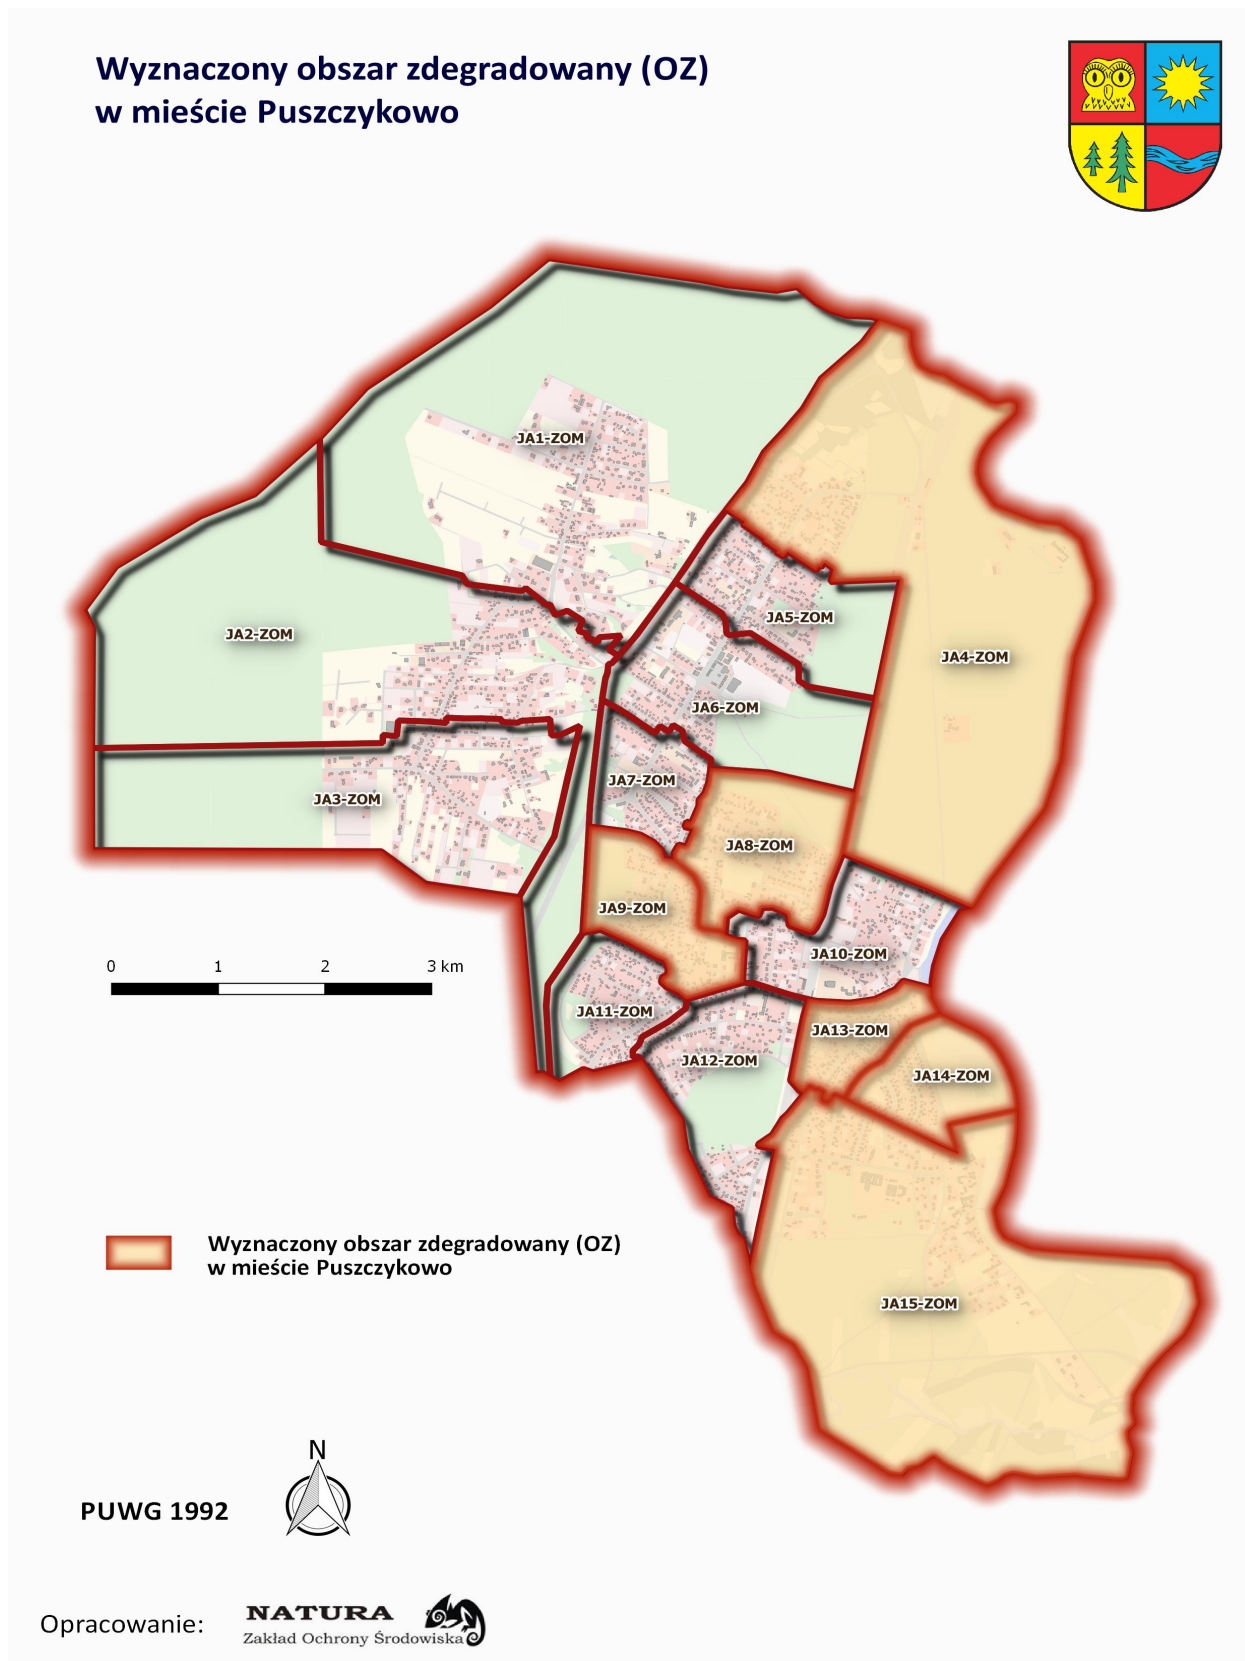 Wyznaczony obszar zdegradowany (OZ)
w mieście Puszczykowo
JA1-ZOM
JA5-ZOM
JA2-ZOM
JA4-ZOM
JA6-ZOM
JA7-ZOM
JA3-ZOM
JA8-ZOM
JA9-ZOM
JA10-ZOM
0 1 2 3 km
JA11-ZOM
JA13-ZOM
JA12-ZOM
JA14-ZOM
Wyznaczony obszar zdegradowany (OZ)
w mieście Puszczykowo
JA15-ZOM
N
PUWG 1992
NATURA
Opracowanie:
Zakład Ochrony Środowiska